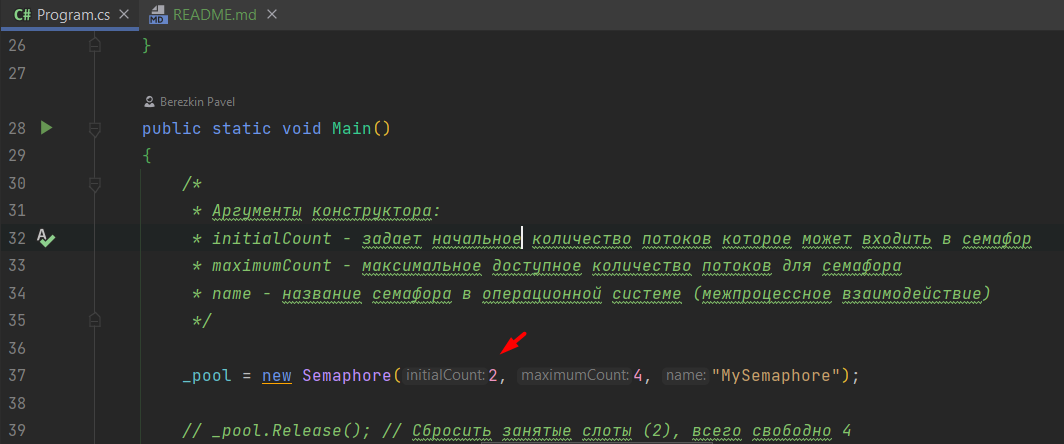 C# Program.cs × MD README.md ×
26 }
27
Berezkin Pavel
28 public static void Main()
29 {
30 /*
31 * Аргументы конструктора:
32 * initialCount - задает начальное количество потоков которое может входить в семафор
33 * maximumCount - максимальное доступное количество потоков для семафора
34 * name - название семафора в операционной системе (межпроцессное взаимодействие)
35 */
36
37 _pool = new Semaphore( initialCount: 2, maximumCount: 4, name: "MySemaphore");
38
39 // _pool.Release(); // Сбросить занятые слоты (2), всего свободно 4